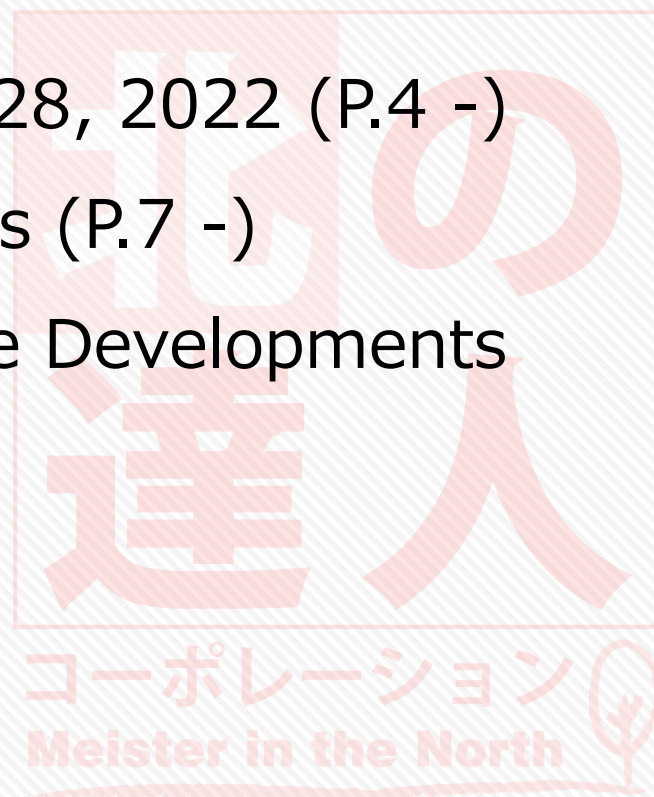 28, 2022 (P.4 -)
s (P.7 -)
e Developments
北の
達人
コーポレーション
Meister in the North